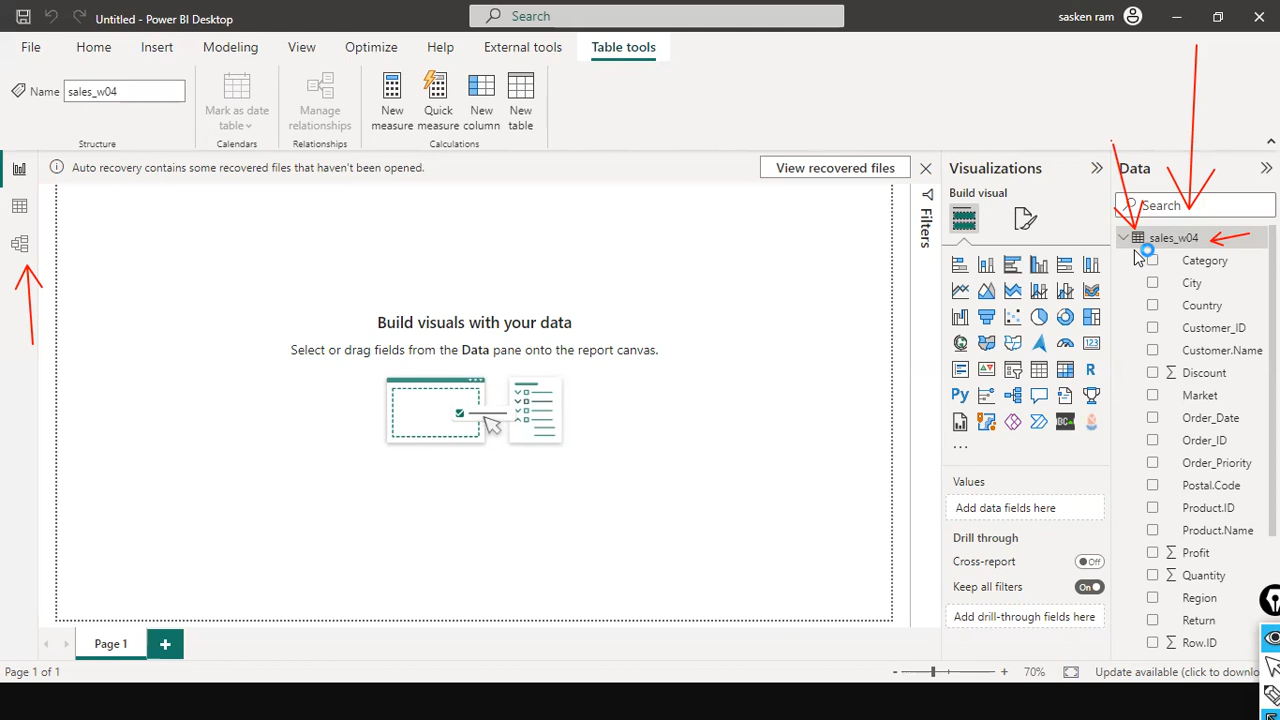 Untitled - Power BI Desktop
Search
sasken ram
File Home Insert Modeling View Optimize Help External tools Table tools
Name sales_w04
Mark as date table
Manage relationships
New measure
Quick measure
New column
New table
Structure Calendars Relationships Calculations
Auto recovery contains some recovered files that haven't been opened.
View recovered files
Build visuals with your data
Select or drag fields from the Data pane onto the report canvas.
Filters
Visualizations
Build visual
123
R
Py
...
Values
Add data fields here
Drill through
Cross-report Off
Keep all filters On
Add drill-through fields here
Data
Search
sales_w04
Category
City
Country
Customer_ID
Customer.Name
Discount
Market
Order_Date
Order_ID
Order_Priority
Postal.Code
Product.ID
Product.Name
Profit
Quantity
Region
Return
Row.ID
Page 1
Page 1 of 1
- + 70%
Update available (click to downlo